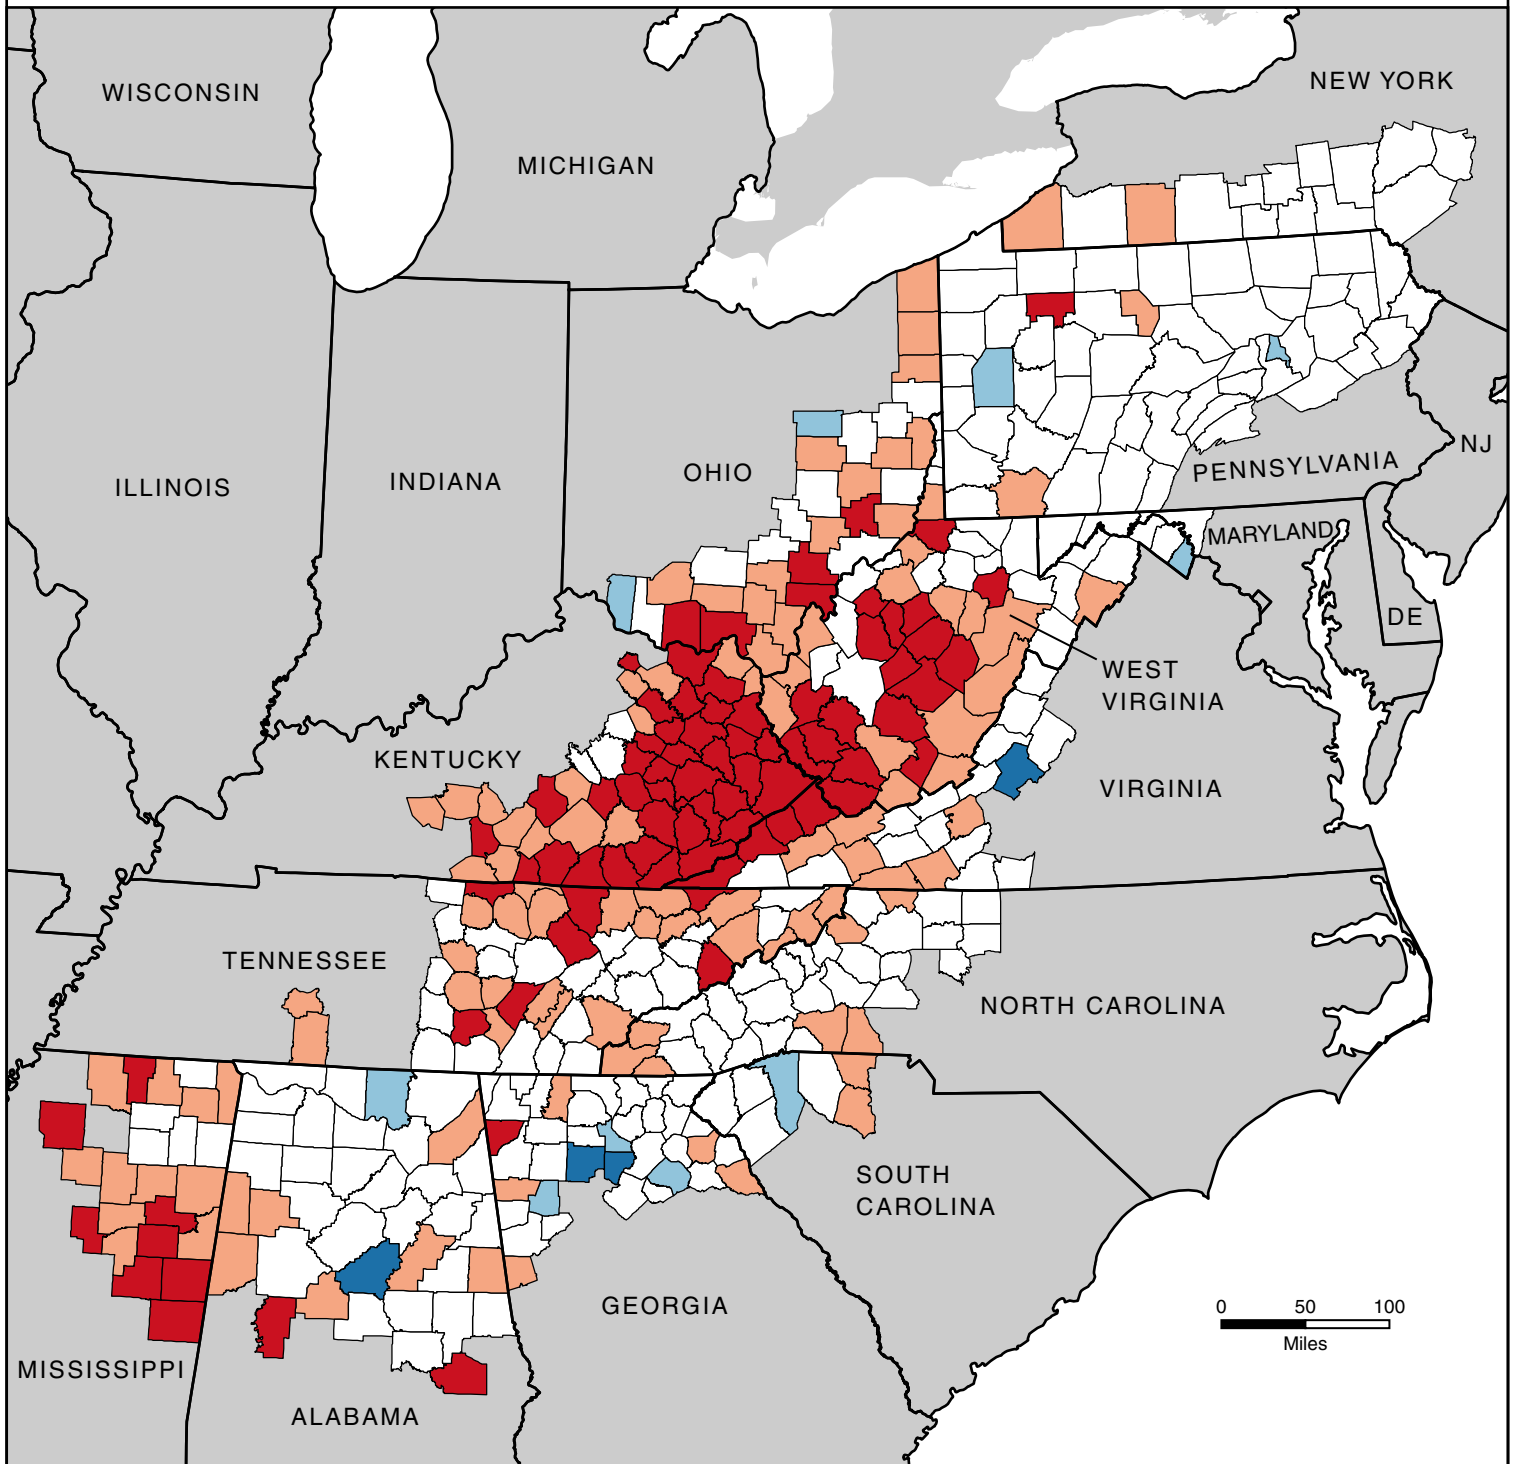 NEW YORK
WISCONSIN
MICHIGAN
NJ
PENNSYLVANIA
OHIO
INDIANA
ILLINOIS
MARYLAND
DE
WEST
VIRGINIA
KENTUCKY
VIRGINIA
TENNESSEE
NORTH CAROLINA
SOUTH
CAROLINA
GEORGIA
0 50 100
Miles
MISSISSIPPI
ALABAMA